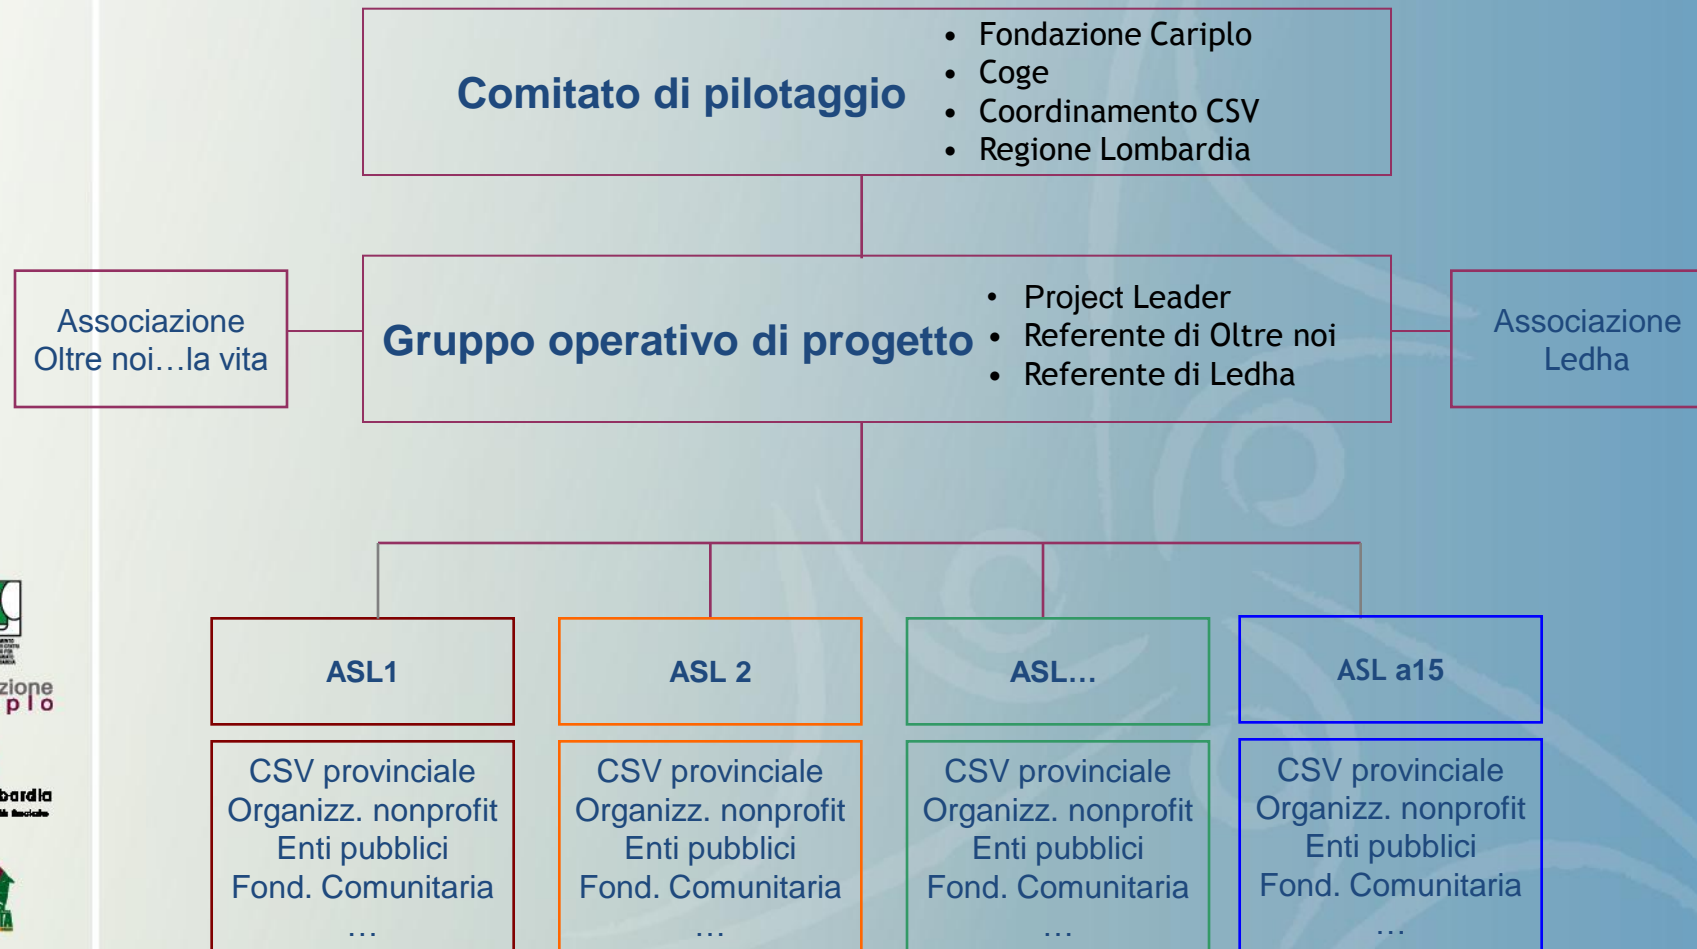 Comitato di pilotaggio
• Fondazione Cariplo
• Coge
• Coordinamento CSV
• Regione Lombardia
Associazione
Oltre noi…la vita
Gruppo operativo di progetto
• Project Leader
• Referente di Oltre noi
• Referente di Ledha
Associazione
Ledha
ASL1
ASL 2
ASL…
ASL a15
CSV provinciale
Organizz. nonprofit
Enti pubblici
Fond. Comunitaria
…
CSV provinciale
Organizz. nonprofit
Enti pubblici
Fond. Comunitaria
…
CSV provinciale
Organizz. nonprofit
Enti pubblici
Fond. Comunitaria
…
CSV provinciale
Organizz. nonprofit
Enti pubblici
Fond. Comunitaria
…
zione
plo
bardia